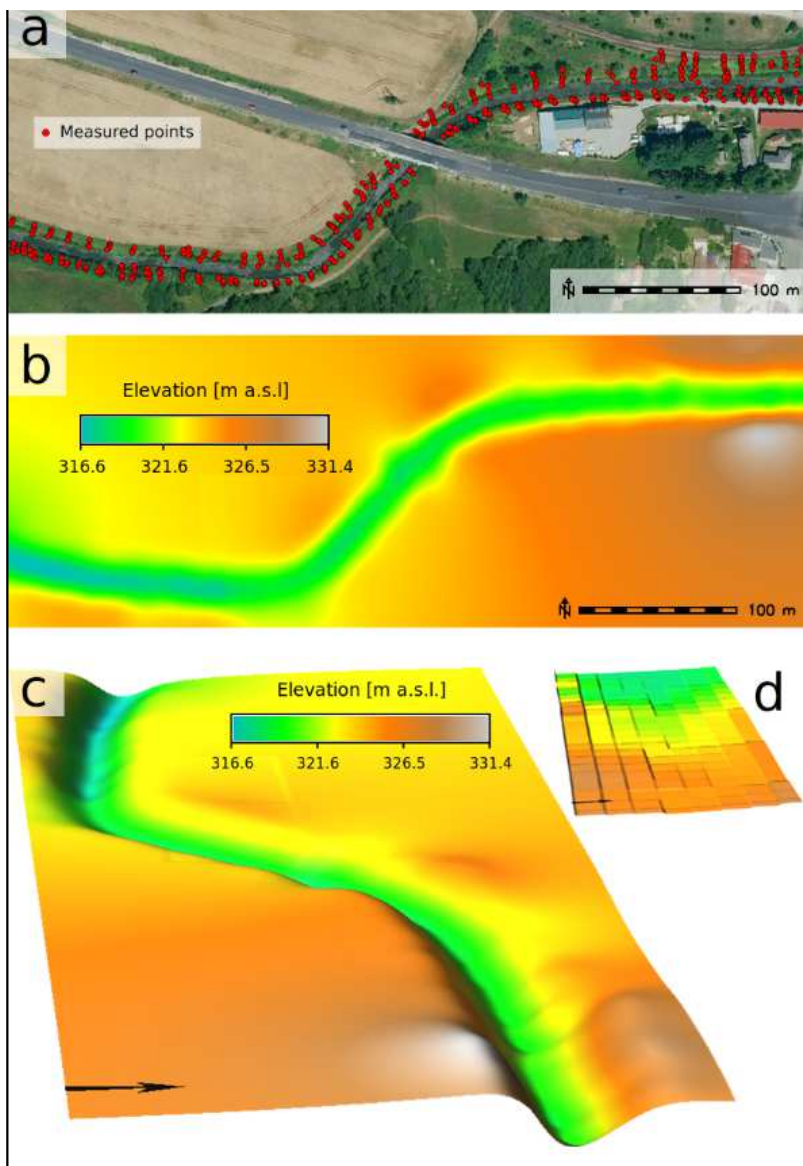 a
Measured points
N 100 m
b
Elevation [m a.s.l]
316.6 321.6 326.5 331.4
N 100 m
c
Elevation [m a.s.l.]
316.6 321.6 326.5 331.4
d